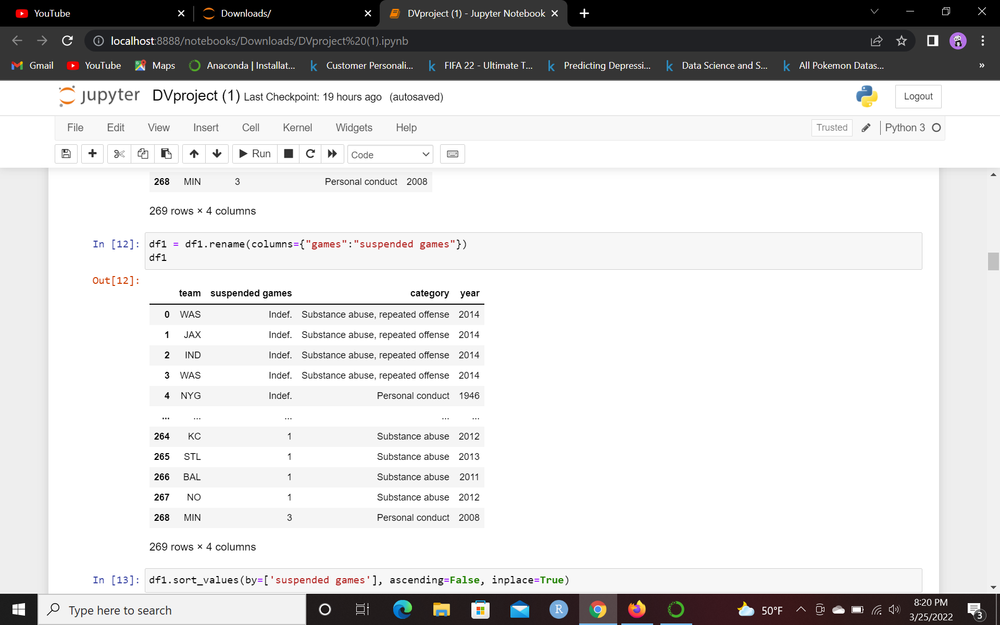 YouTube
Downloads/
DVproject (1) - Jupyter Notebook
localhost:8888/notebooks/Downloads/DVproject%20(1).ipynb
Gmail YouTube Maps Anaconda | Installat... Customer Personali... FIFA 22 - Ultimate T... Predicting Depressi... Data Science and S... All Pokemon Datas... »
jupyter DVproject (1) Last Checkpoint: 19 hours ago (autosaved) Logout
File Edit View Insert Cell Kernel Widgets Help Trusted Python 3
Run Code
268 MIN 3 Personal conduct 2008
269 rows × 4 columns
In [12]: df1 = df1.rename(columns={"games":"suspended games"})
df1
Out[12]:
team suspended games category year
0 WAS Indef. Substance abuse, repeated offense 2014
1 JAX Indef. Substance abuse, repeated offense 2014
2 IND Indef. Substance abuse, repeated offense 2014
3 WAS Indef. Substance abuse, repeated offense 2014
4 NYG Indef. Personal conduct 1946
... ... ... ... ...
264 KC 1 Substance abuse 2012
265 STL 1 Substance abuse 2013
266 BAL 1 Substance abuse 2011
267 NO 1 Substance abuse 2012
268 MIN 3 Personal conduct 2008
269 rows × 4 columns
In [13]: df1.sort_values(by=['suspended games'], ascending=False, inplace=True)
Type here to search
R
50°F
8:20 PM
3/25/2022
3